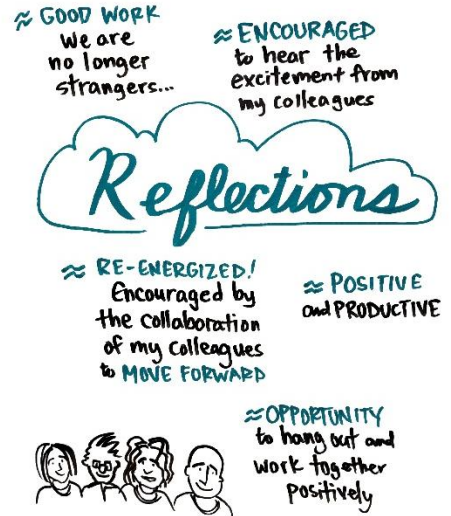 ≈ GOOD WORK
We are
no longer
strangers...
≈ ENCOURAGED
to hear the
excitement from
my colleagues
Reflections
≈ RE-ENERGIZED!
Encouraged by
the collaboration
of my colleagues
to MOVE FORWARD
≈ POSITIVE
and PRODUCTIVE
≈ OPPORTUNITY
to hang out and
work together
positively